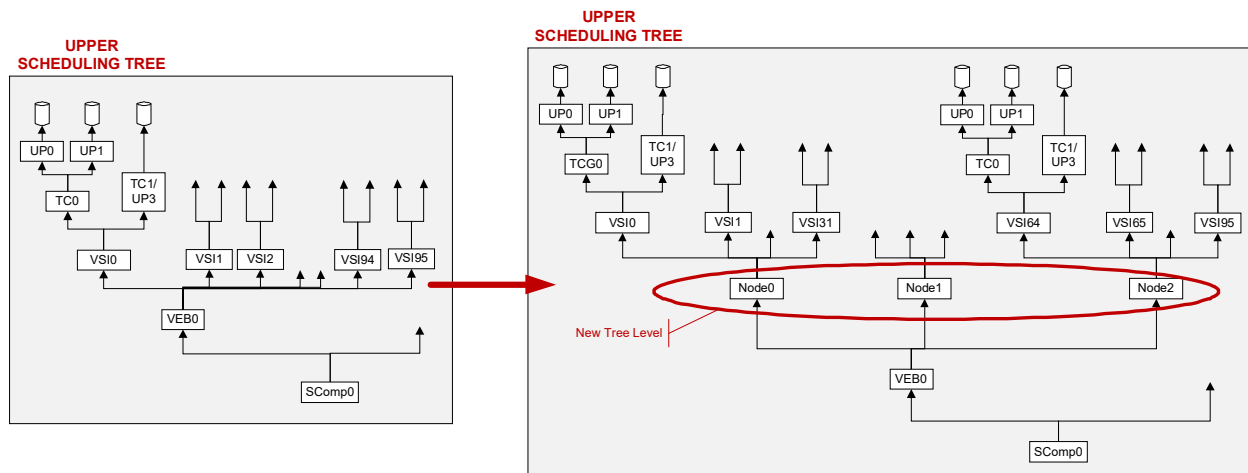 UPPER
SCHEDULING TREE
UP0
UP1
TC1/
UP3
TC0
VSI0
VSI1
VSI2
VSI94
VSI95
VEB0
SComp0
UPPER
SCHEDULING TREE
UP0
UP1
TC1/
UP3
TCG0
VSI0
VSI1
VSI31
UP0
UP1
TC1/
UP3
TC0
VSI64
VSI65
VSI95
Node0
Node1
Node2
New Tree Level
VEB0
SComp0